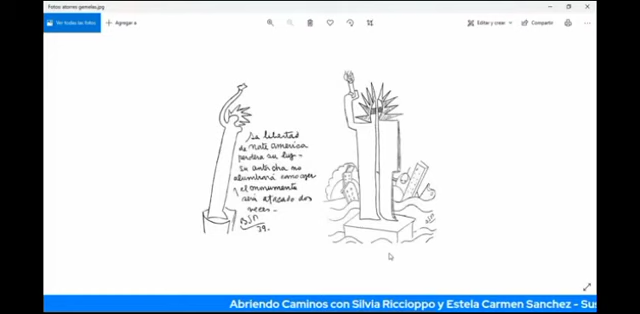 Fotos: atorres gemelas.jpg
Ver todas las fotos
Agregar a
Editar y crear
Compartir
La libertad
de norte america
perdera su luz -
su antorcha no
alumbrará como ayer
y el monumento
será atacado dos
veces -
BSP
39.
Abriendo Caminos con Silvia Riccioppo y Estela Carmen Sanchez - Sus